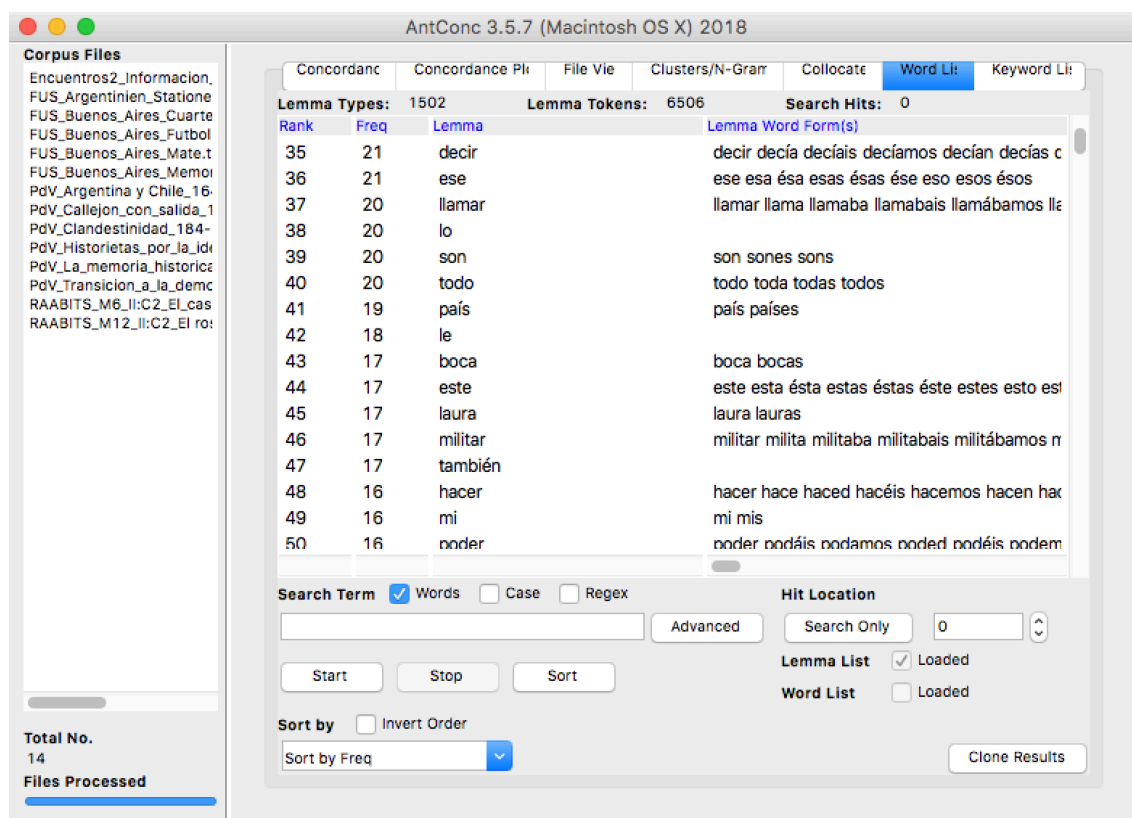 AntConc 3.5.7 (Macintosh OS X) 2018
Corpus Files
Encuentros2_Informacion_
FUS_Argentinien_Statione
FUS_Buenos_Aires_Cuarte
FUS_Buenos_Aires_Futbol
FUS_Buenos_Aires_Mate.t
FUS_Buenos_Aires_Memo
PdV_Argentina y Chile_16
PdV_Callejon_con_salida_1
PdV_Clandestinidad_184-
PdV_Historietas_por_la_ide
PdV_La_memoria_historica
PdV_Transicion_a_la_demc
RAABITS_M6_II:C2_El_cas
RAABITS_M12_II:C2_El ros
Total No.
14
Files Processed
Concordanc Concordance Plo File Vie Clusters/N-Gram Collocate Word Lis Keyword Lis
Lemma Types: 1502 Lemma Tokens: 6506 Search Hits: 0
Rank Freq Lemma Lemma Word Form(s)
35 21 decir decir decía decíais decíamos decían decías d
36 21 ese ese esa ésa esas ésas ése eso esos ésos
37 20 llamar llamar llama llamaba llamabais llamábamos lla
38 20 lo
39 20 son son sones sons
40 20 todo todo toda todas todos
41 19 país país países
42 18 le
43 17 boca boca bocas
44 17 este este esta ésta estas éstas éste estes esto est
45 17 laura laura lauras
46 17 militar militar milita militaba militabais militábamos m
47 17 también
48 16 hacer hacer hace haced hacéis hacemos hacen hac
49 16 mi mi mis
50 16 poder poder podáis podamos poded podéis podem
Search Term Words Case Regex Hit Location
Advanced Search Only 0
Lemma List Loaded
Start Stop Sort
Word List Loaded
Sort by Invert Order
Sort by Freq Clone Results